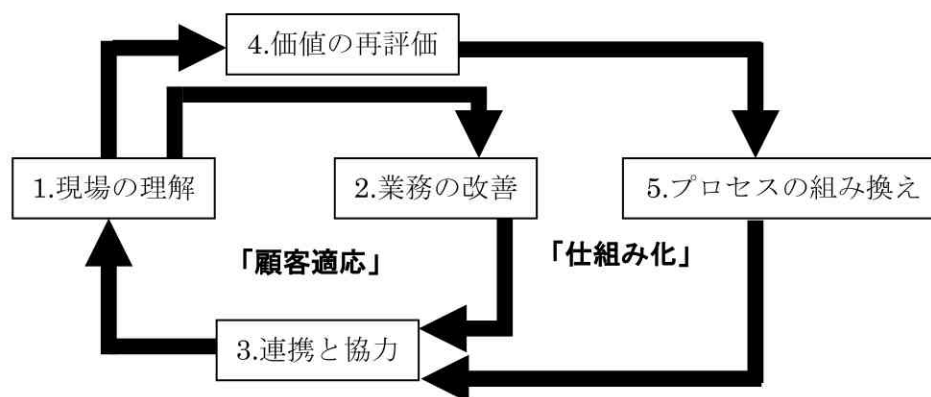 4.価値の再評価
1.現場の理解
2.業務の改善
5.プロセスの組み換え
「顧客適応」
「仕組み化」
3.連携と協力